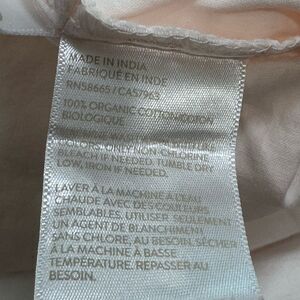 MADE IN INDIA
FABRIQUÉ EN INDE
RN58665 / CA57963
100% ORGANIC COTTON/COTON
BIOLOGIQUE
MACHINE WASH
COLORS. ONLY NON-CHLORINE
BLEACH IF NEEDED. TUMBLE DRY
LOW, IRON IF NEEDED.
LAVER À LA MACHINE À L'EAU
CHAUDE AVEC DES COULEURS
SEMBLABLES. UTILISER SEULEMENT
UN AGENT DE BLANCHIMENT
SANS CHLORE, AU BESOIN. SÉCHER
À LA MACHINE À BASSE
TEMPÉRATURE. REPASSER AU
BESOIN.